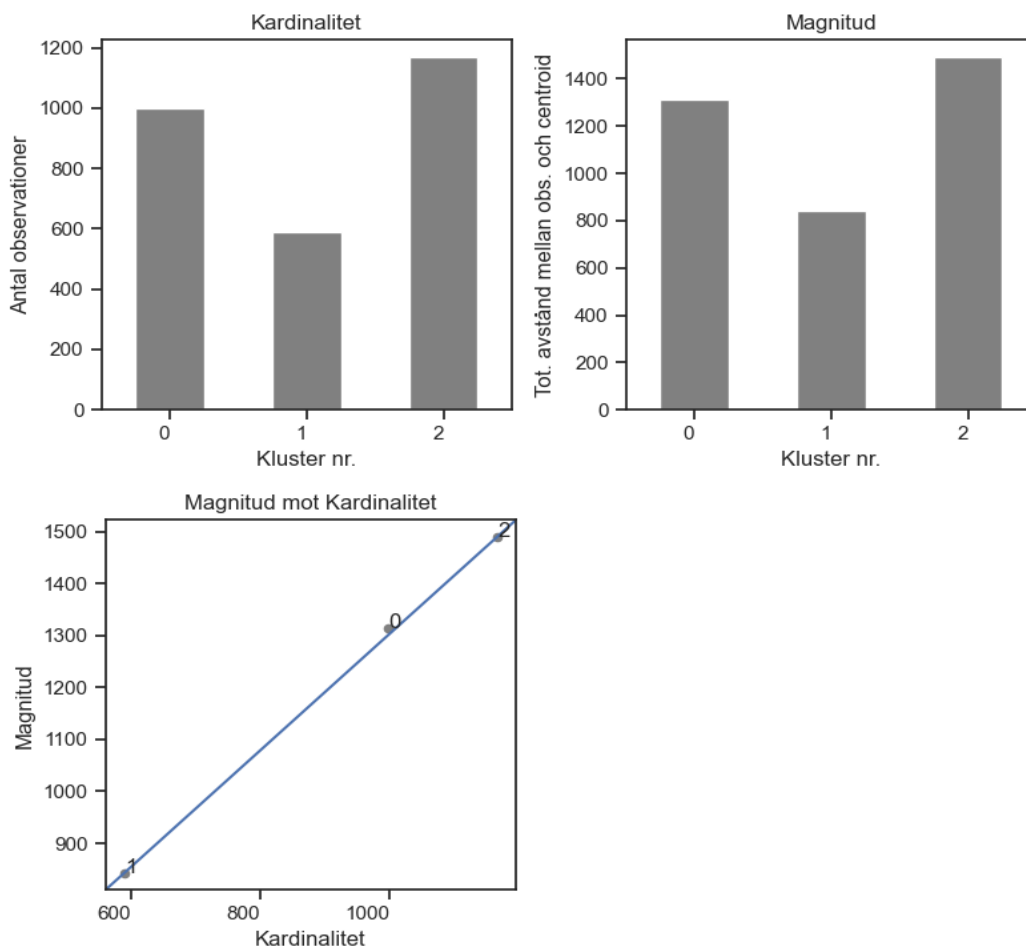 Kardinalitet
1200
1000
800
600
400
200
0
Antal observationer
0 1 2
Kluster nr.
Magnitud
1400
1200
1000
800
600
400
200
0
Tot. avstånd mellan obs. och centroid
0 1 2
Kluster nr.
Magnitud mot Kardinalitet
1500
1400
1300
1200
1100
1000
900
Magnitud
2
0
1
600 800 1000
Kardinalitet